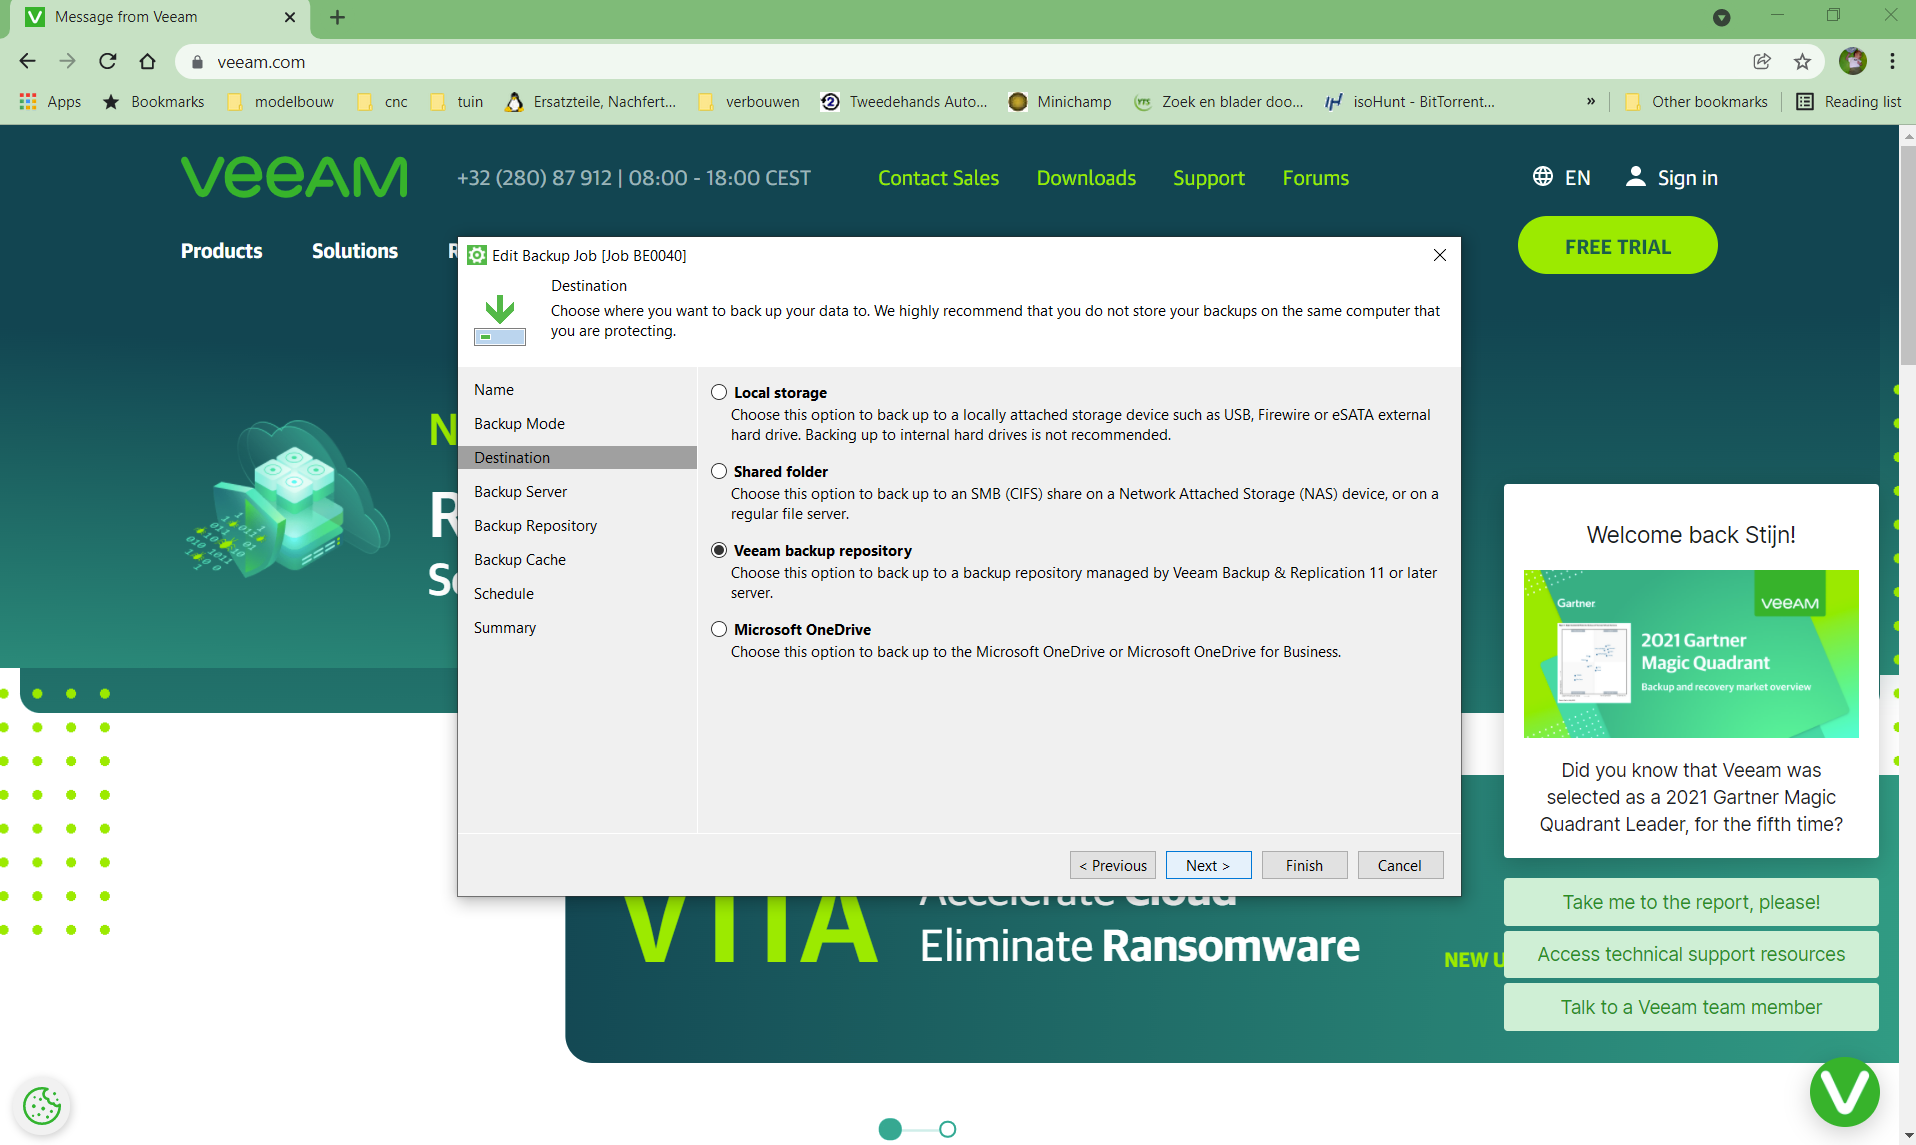 Message from Veeam
veeam.com
Apps
Bookmarks
modelbouw
cnc
tuin
Ersatzteile, Nachfert...
verbouwen
Tweedehands Auto...
Minichamp
Zoek en blader doo...
isoHunt - BitTorrent...
»
Other bookmarks
Reading list
veeAM
+32 (280) 87 912 | 08:00 - 18:00 CEST
Contact Sales
Downloads
Support
Forums
EN
Sign in
Products
Solutions
R
FREE TRIAL
Edit Backup Job [Job BE0040]
Destination
Choose where you want to back up your data to. We highly recommend that you do not store your backups on the same computer that
you are protecting.
Name
Backup Mode
Destination
Backup Server
Backup Repository
Backup Cache
Schedule
Summary
Local storage
Choose this option to back up to a locally attached storage device such as USB, Firewire or eSATA external
hard drive. Backing up to internal hard drives is not recommended.
Shared folder
Choose this option to back up to an SMB (CIFS) share on a Network Attached Storage (NAS) device, or on a
regular file server.
Veeam backup repository
Choose this option to back up to a backup repository managed by Veeam Backup & Replication 11 or later
server.
Microsoft OneDrive
Choose this option to back up to the Microsoft OneDrive or Microsoft OneDrive for Business.
< Previous
Next >
Finish
Cancel
N
R
So
Accelerate Cloud
Eliminate Ransomware
NEW U
Welcome back Stijn!
Gartner
veeAM
2021 Gartner
Magic Quadrant
Backup and recovery market overview
Did you know that Veeam was
selected as a 2021 Gartner Magic
Quadrant Leader, for the fifth time?
Take me to the report, please!
Access technical support resources
Talk to a Veeam team member
V